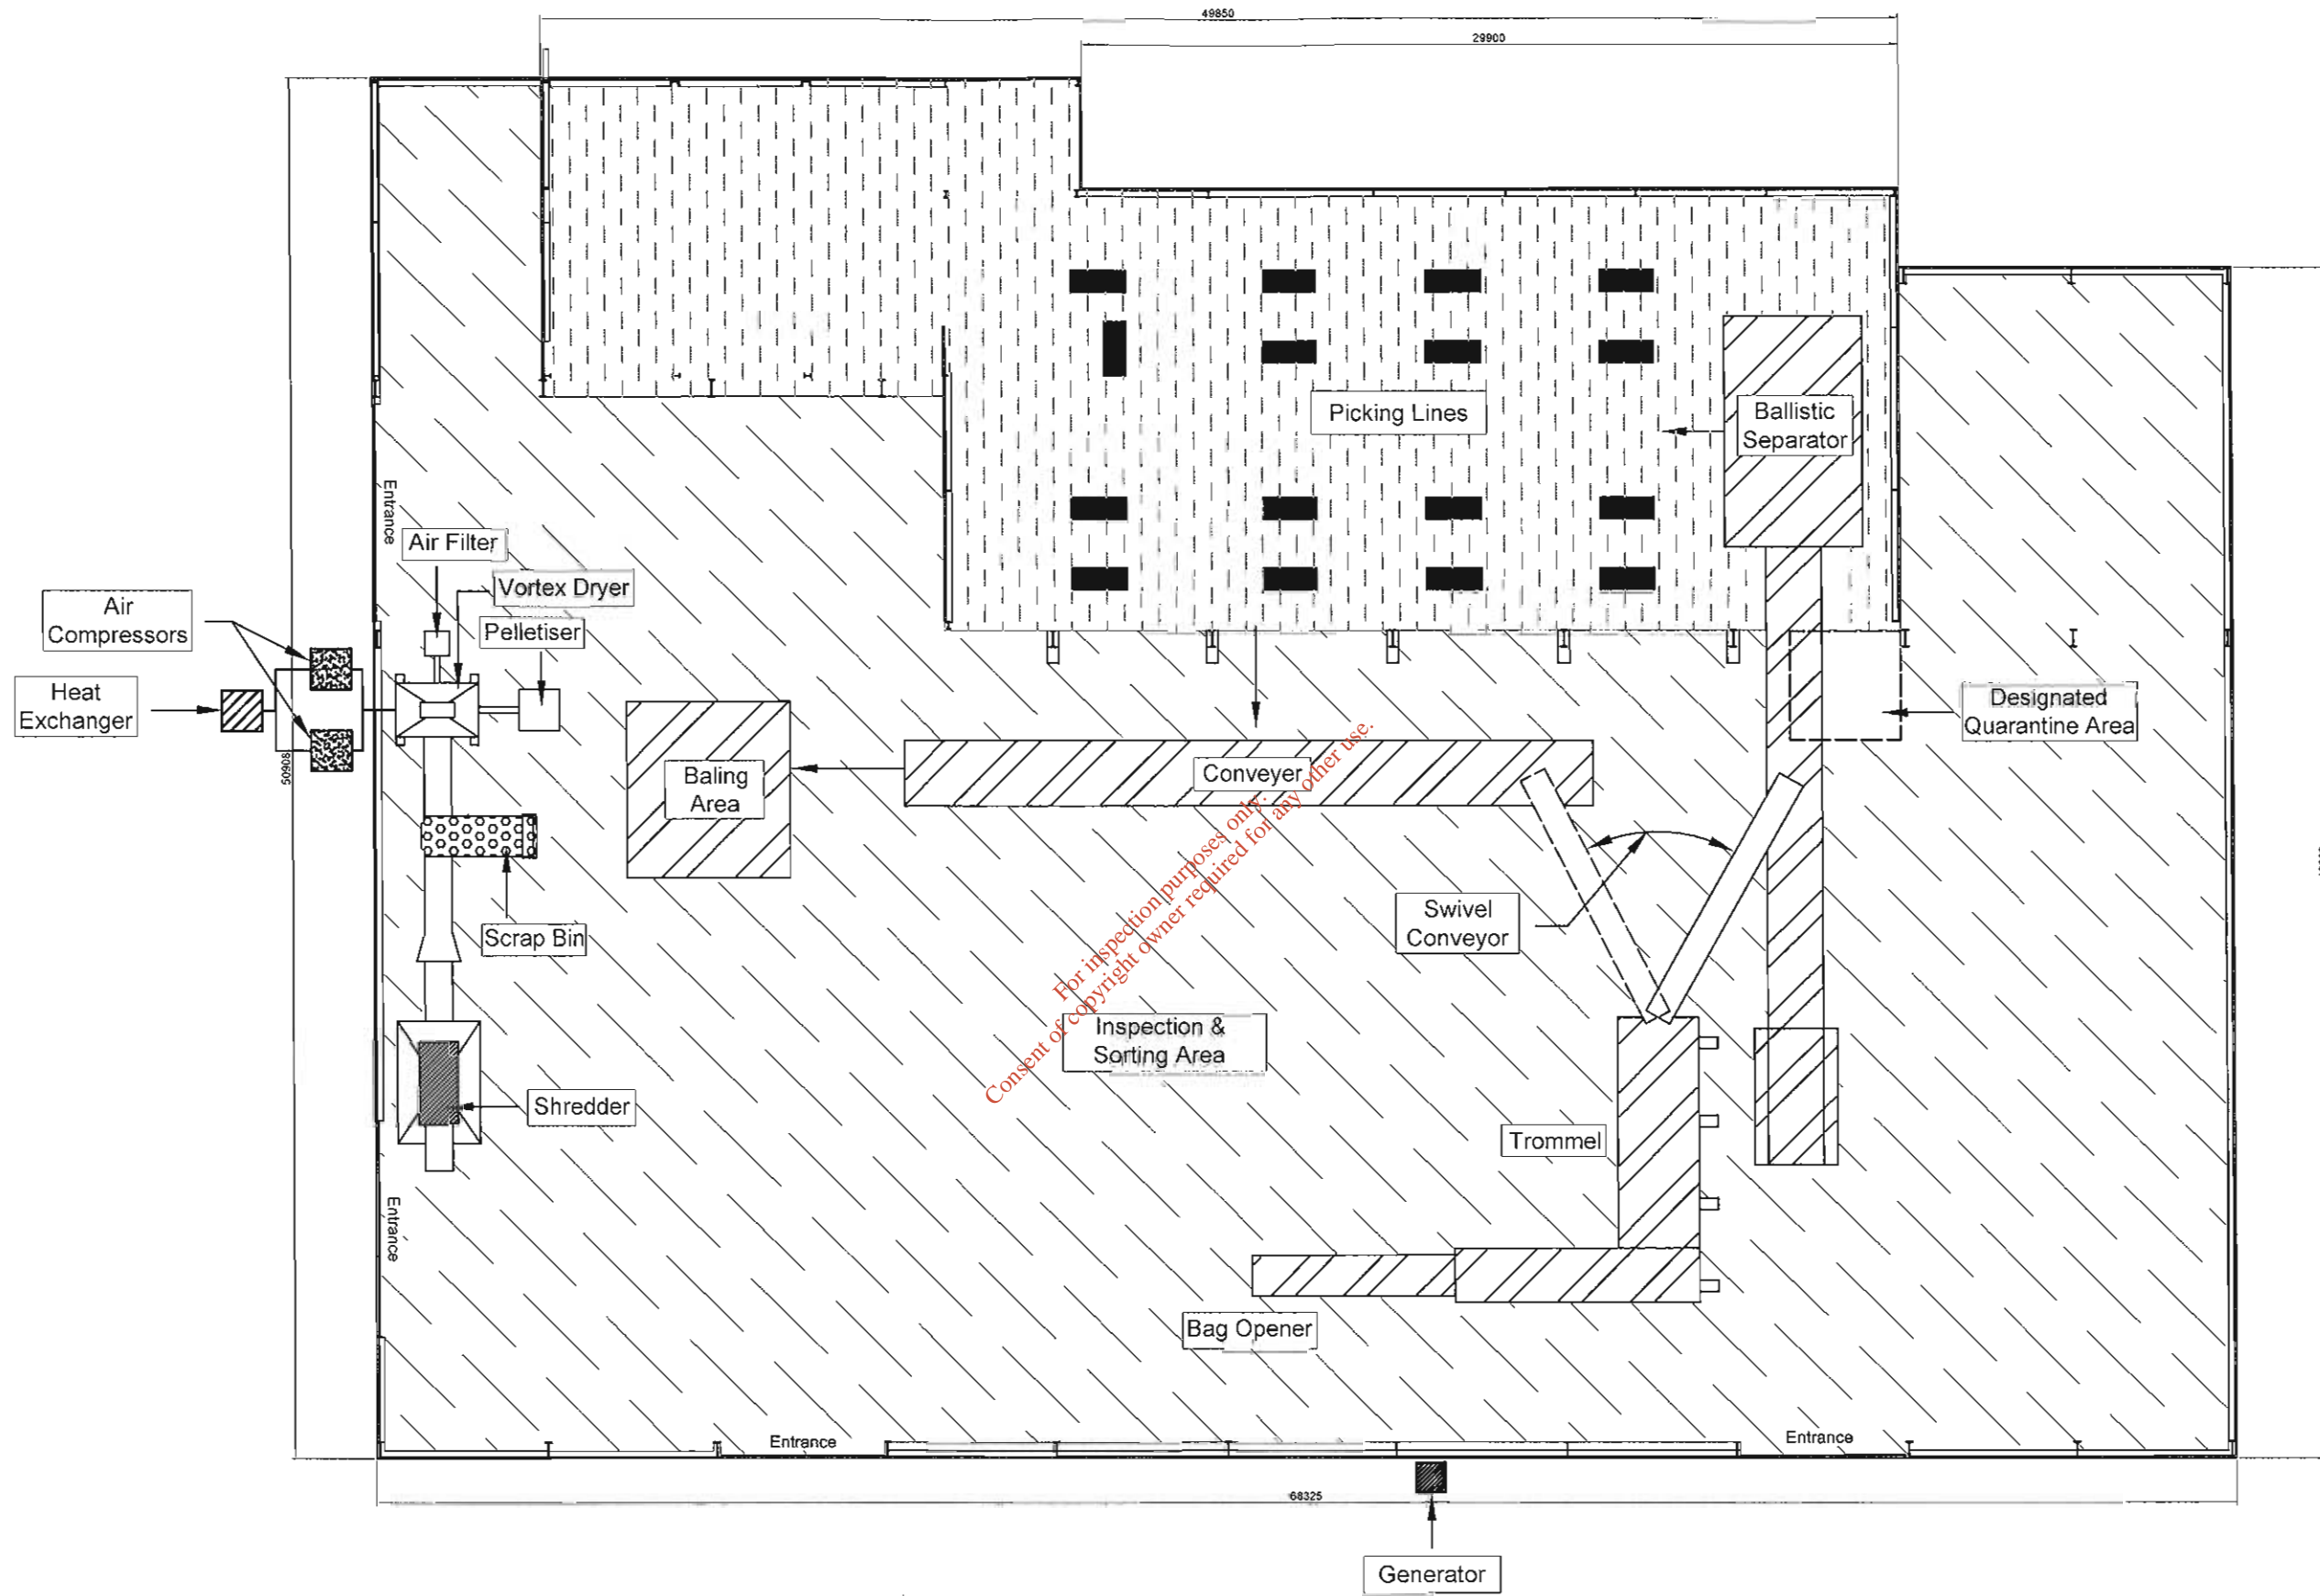 49850
29900
Picking Lines
Ballistic
Separator
Entrance
Air Filter
Vortex Dryer
Air
Compressors
Pelletiser
Heat
Exchanger
Designated
Quarantine Area
50908
Baling
Area
Conveyer
Swivel
Conveyor
Scrap Bin
For inspection purposes only.
Consent of copyright owner required for any other use.
Inspection &
Sorting Area
Shredder
Trommel
Entrance
Bag Opener
Entrance
Entrance
68325
Generator